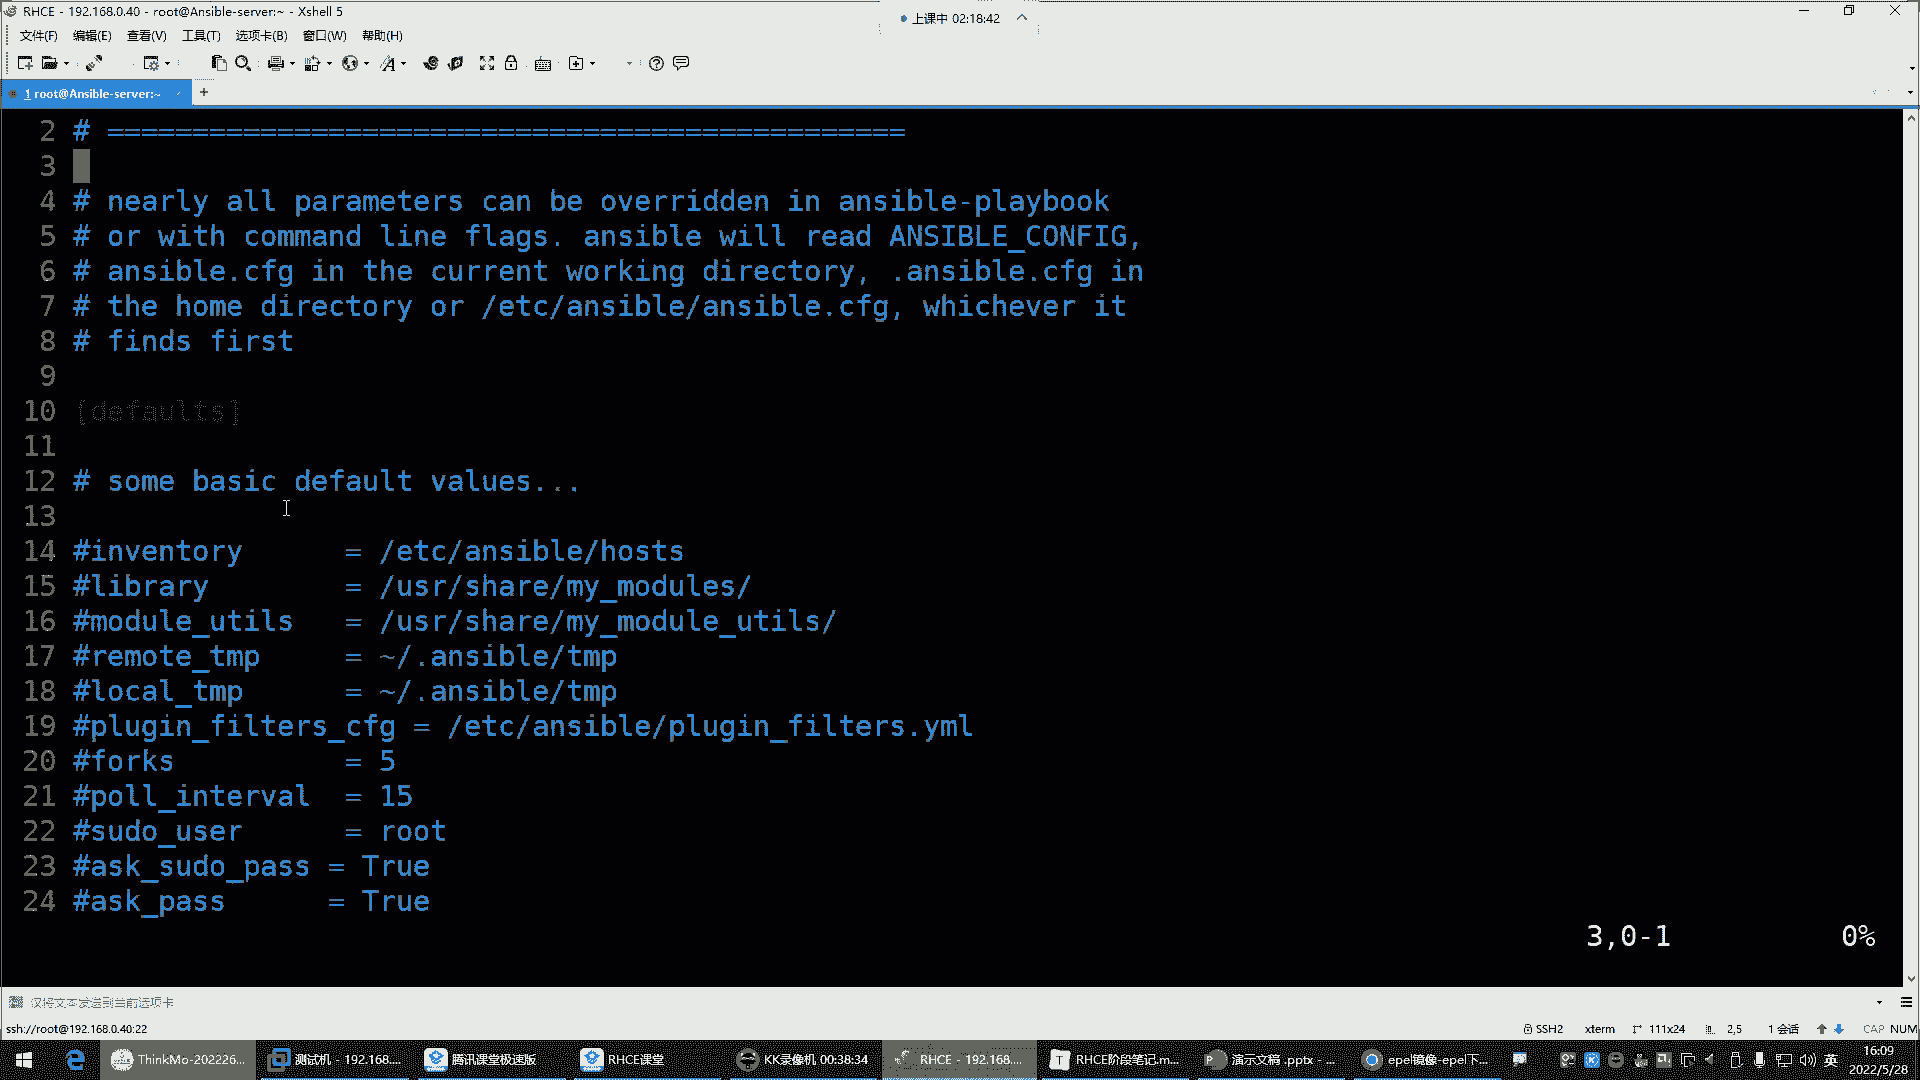 RHCE - 192.168.0.40 - root@Ansible-server:~ - Xshell 5
上课中 02:18:42
文件(F) 编辑(E) 查看(V) 工具(T) 选项卡(B) 窗口(W) 帮助(H)
1 root@Ansible-server:~
2 # ===============================================
3
4 # nearly all parameters can be overridden in ansible-playbook
5 # or with command line flags. ansible will read ANSIBLE_CONFIG,
6 # ansible.cfg in the current working directory, .ansible.cfg in
7 # the home directory or /etc/ansible/ansible.cfg, whichever it
8 # finds first
9
10 [defaults]
11
12 # some basic default values...
13
14 #inventory      = /etc/ansible/hosts
15 #library        = /usr/share/my_modules/
16 #module_utils   = /usr/share/my_module_utils/
17 #remote_tmp     = ~/.ansible/tmp
18 #local_tmp      = ~/.ansible/tmp
19 #plugin_filters_cfg = /etc/ansible/plugin_filters.yml
20 #forks          = 5
21 #poll_interval  = 15
22 #sudo_user      = root
23 #ask_sudo_pass = True
24 #ask_pass      = True
3,0-1 0%
仅将文本发送到当前选项卡
ssh://root@192.168.0.40:22 SSH2 xterm 111x24 2,5 1 会话 CAP NUM
ThinkMo-202226... 测试机 - 192.168.... 腾讯课堂极速版 RHCE课堂 KK录像机 00:38:34 RHCE - 192.168.... RHCE阶段笔记.m... 演示文稿 .pptx - ... epel镜像-epel下... 英 16:09
2022/5/28